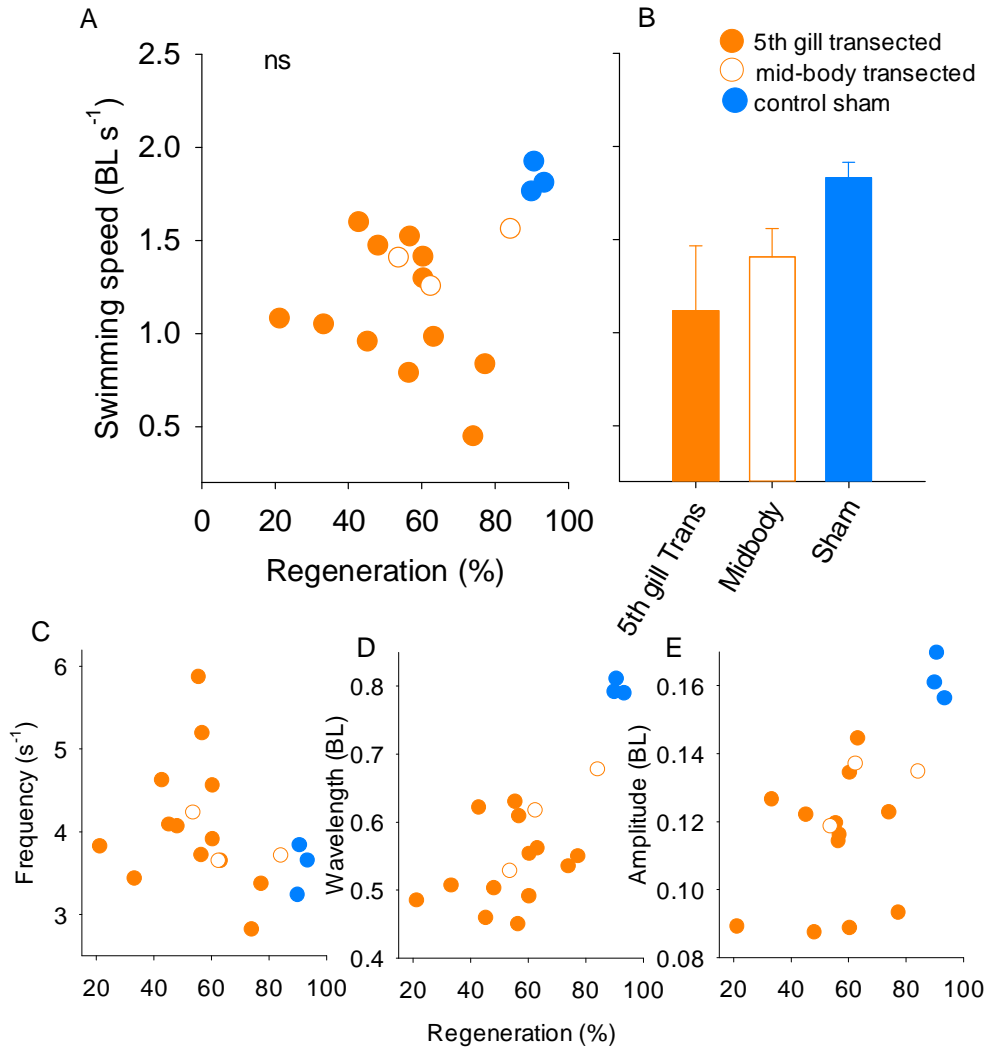 A
B
5th gill transected
mid-body transected
control sham
ns
Swimming speed (BL s⁻¹)
2.5
2.0
1.5
1.0
0.5
0 20 40 60 80 100
Regeneration (%)
5th gill Trans
Midbody
Sham
C
Frequency (s⁻¹)
6
5
4
3
20 40 60 80 100
D
Wavelength (BL)
0.8
0.7
0.6
0.5
0.4
20 40 60 80 100
E
Amplitude (BL)
0.16
0.14
0.12
0.10
0.08
20 40 60 80 100
Regeneration (%)